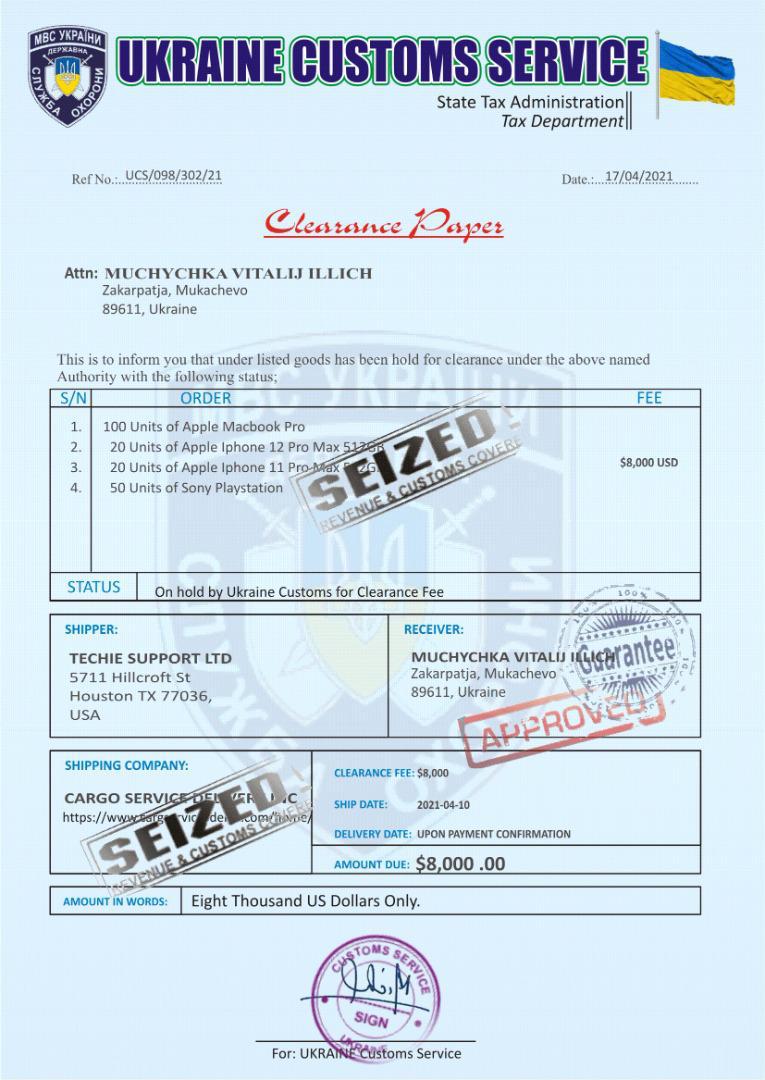 МВС УКРАЇНИ
ДЕРЖАВНА
СЛУЖБА ОХОРОНИ
UKRAINE CUSTOMS SERVICE
State Tax Administration
Tax Department
Ref No.: UCS/098/302/21
Date.: 17/04/2021
Clearance Paper
Attn: MUCHYCHKA VITALIJ ILLICH
Zakarpatja, Mukachevo
89611, Ukraine
This is to inform you that under listed goods has been hold for clearance under the above named
Authority with the following status;
S/N ORDER FEE
1. 100 Units of Apple Macbook Pro
2. 20 Units of Apple Iphone 12 Pro Max 512GB
3. 20 Units of Apple Iphone 11 Pro Max
$8,000 USD
4. 50 Units of Sony Playstation
SEIZED
REVENUE & CUSTOMS COVERE
STATUS On hold by Ukraine Customs for Clearance Fee
SHIPPER:
TECHIE SUPPORT LTD
5711 Hillcroft St
Houston TX 77036,
USA
RECEIVER:
MUCHYCHKA VITALIJ ILLICH
Zakarpatja, Mukachevo
89611, Ukraine
100%
Guarantee
100%
APPROVED
SHIPPING COMPANY:
CARGO SERVICE DELIVERY INC
SEIZED
REVENUE & CUSTOMS COVERE
CLEARANCE FEE: $8,000
SHIP DATE: 2021-04-10
DELIVERY DATE: UPON PAYMENT CONFIRMATION
AMOUNT DUE: $8,000 .00
AMOUNT IN WORDS: Eight Thousand US Dollars Only.
CUSTOMS SERVICE
SIGN
UKRAINE
For: UKRAINE Customs Service